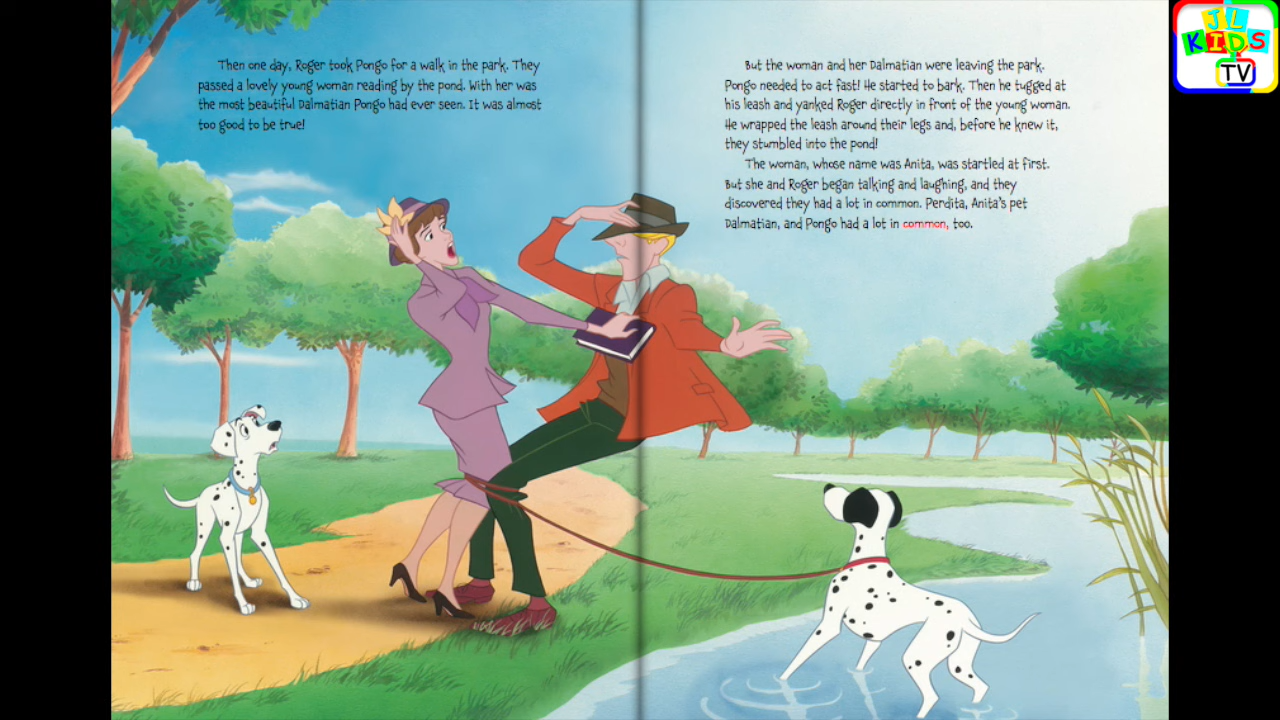 Then one day, Roger took Pongo for a walk in the park. They
passed a lovely young woman reading by the pond. With her was
the most beautiful Dalmatian Pongo had ever seen. It was almost
too good to be true!
But the woman and her Dalmatian were leaving the park.
Pongo needed to act fast! He started to bark. Then he tugged at
his leash and yanked Roger directly in front of the young woman.
He wrapped the leash around their legs and, before he knew it,
they stumbled into the pond!
The woman, whose name was Anita, was startled at first.
But she and Roger began talking and laughing, and they
discovered they had a lot in common. Perdita, Anita's pet
Dalmatian, and Pongo had a lot in common, too.
JL
KIDS
TV